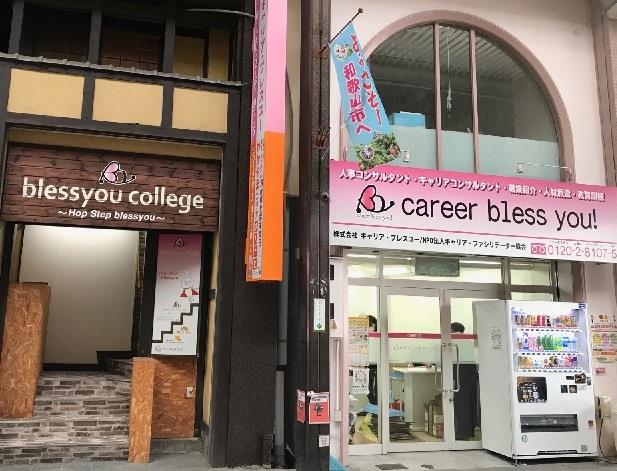 blessyou college
~Hop Step blessyou~
ようこそ!
和歌山市へ
人事コンサルタント・キャリアコンサルタント・職業紹介・人材派遣・教育訓練
career bless you!
株式会社 キャリア・ブレスユー/NPO法人キャリア・ファシリテーター協会
0120-2-8107-5